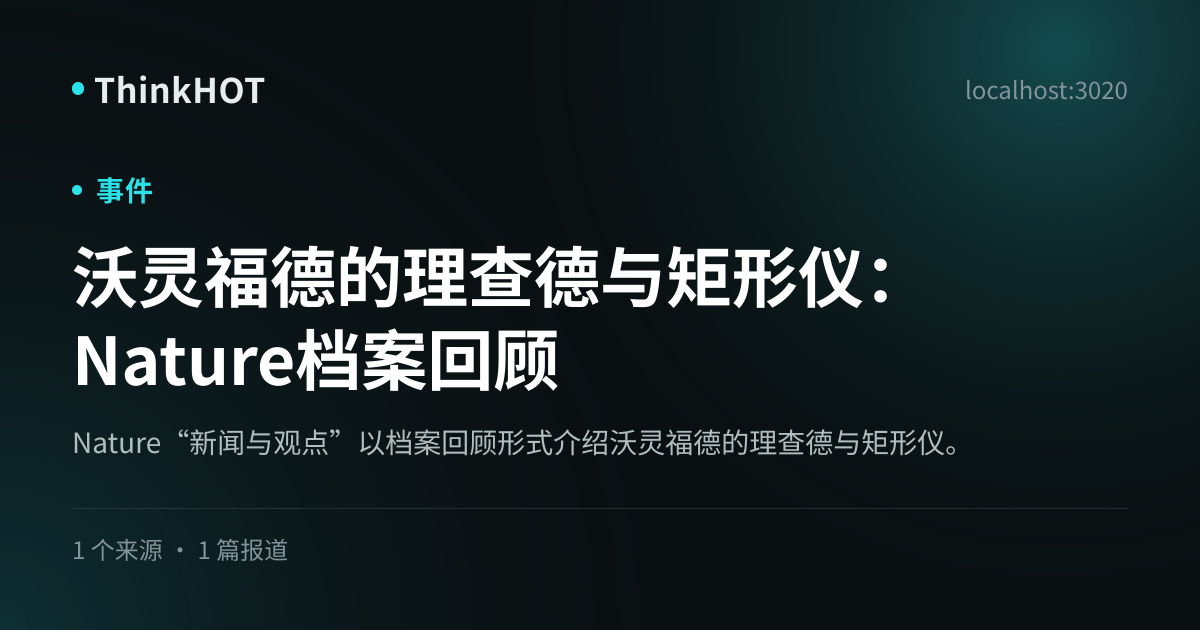 ThinkHOT
localhost:3020
事件
沃灵福德的理查德与矩形仪：
Nature档案回顾
Nature“新闻与观点”以档案回顾形式介绍沃灵福德的理查德与矩形仪。
1 个来源 · 1 篇报道